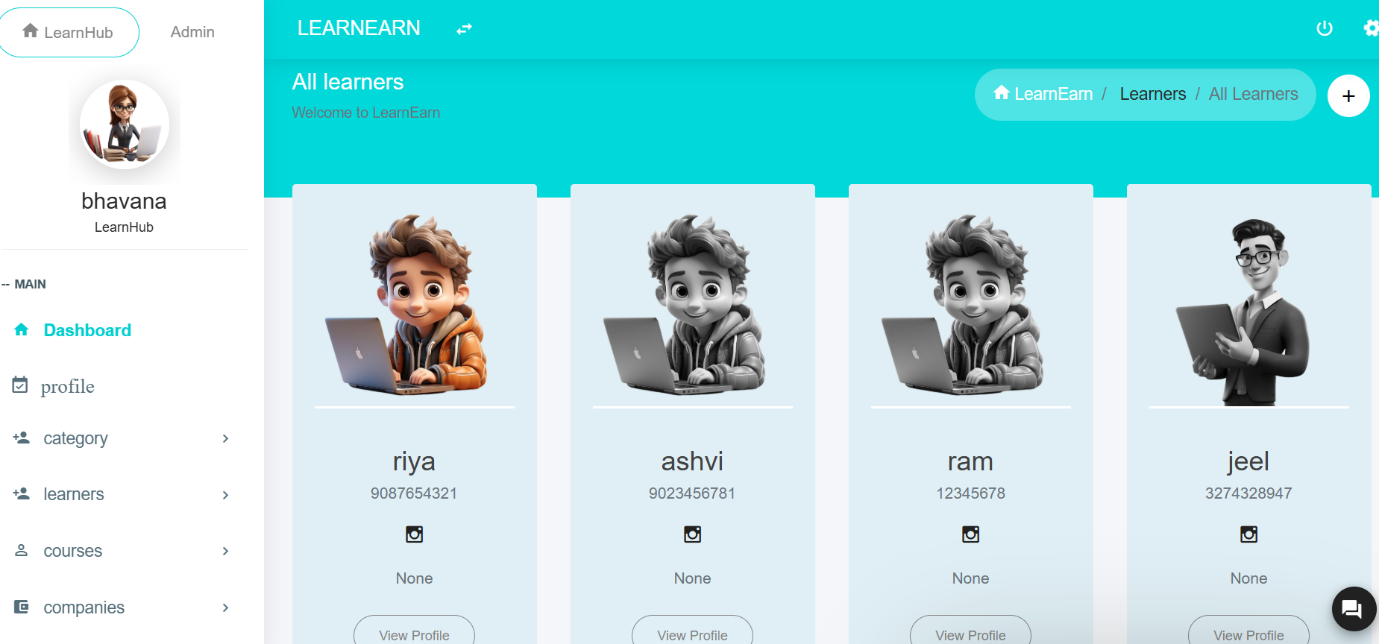 LearnHub
Admin
bhavana
LearnHub
-- MAIN
Dashboard
profile
category
learners
courses
companies
LEARNEARN
All learners
Welcome to LearnEarn
LearnEarn / Learners / All Learners
+
riya
9087654321
None
View Profile
ashvi
9023456781
None
View Profile
ram
12345678
None
View Profile
jeel
3274328947
None
View Profile